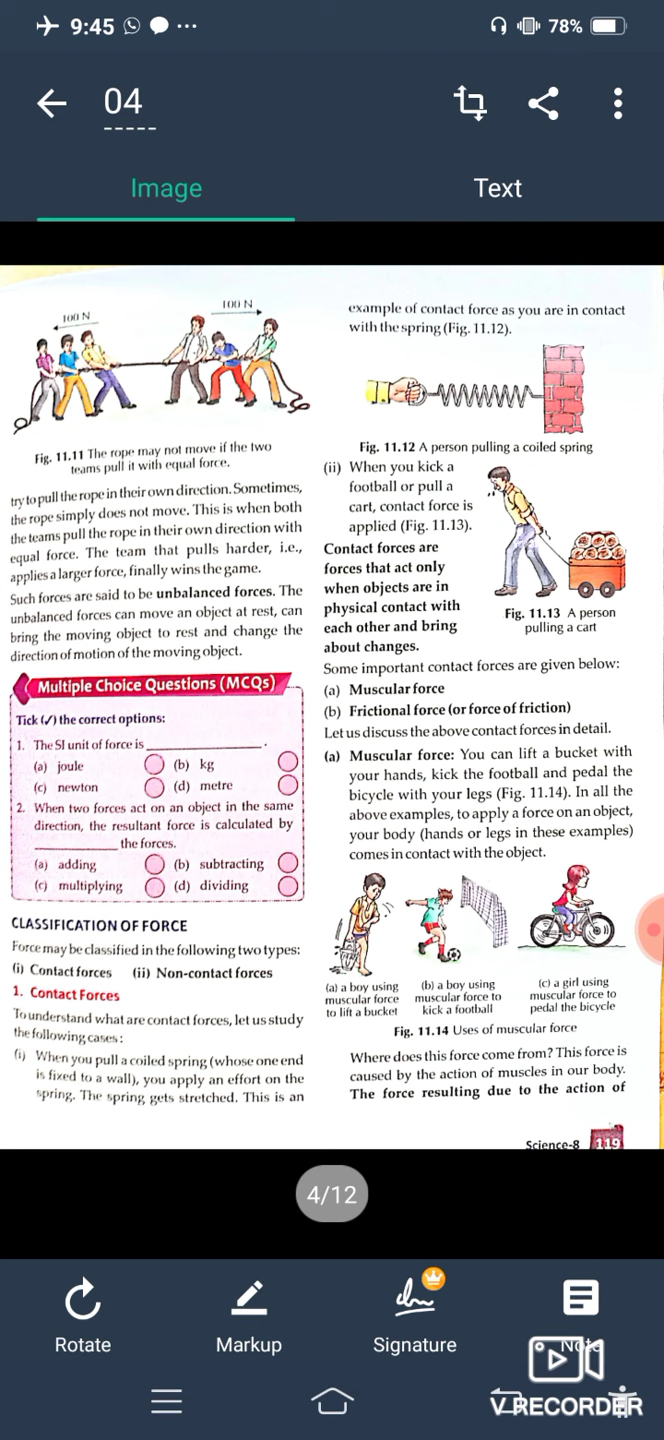 9:45
78%
04
Image
Text
100 N
100 N
Fig. 11.11 The rope may not move if the two
teams pull it with equal force.
try to pull the rope in their own direction. Sometimes,
the rope simply does not move. This is when both
the teams pull the rope in their own direction with
equal force. The team that pulls harder, i.e.,
applies a larger force, finally wins the game.
Such forces are said to be unbalanced forces. The
unbalanced forces can move an object at rest, can
bring the moving object to rest and change the
direction of motion of the moving object.
Multiple Choice Questions (MCQs)
Tick (✓) the correct options:
1. The SI unit of force is ____________.
(a) joule (b) kg
(c) newton (d) metre
2. When two forces act on an object in the same
direction, the resultant force is calculated by
____________ the forces.
(a) adding (b) subtracting
(c) multiplying (d) dividing
CLASSIFICATION OF FORCE
Force may be classified in the following two types:
(i) Contact forces (ii) Non-contact forces
1. Contact Forces
To understand what are contact forces, let us study
the following cases:
(i) When you pull a coiled spring (whose one end
is fixed to a wall), you apply an effort on the
spring. The spring gets stretched. This is an
example of contact force as you are in contact
with the spring (Fig. 11.12).
Fig. 11.12 A person pulling a coiled spring
(ii) When you kick a
football or pull a
cart, contact force is
applied (Fig. 11.13).
Contact forces are
forces that act only
when objects are in
physical contact with
each other and bring
about changes.
Fig. 11.13 A person
pulling a cart
Some important contact forces are given below:
(a) Muscular force
(b) Frictional force (or force of friction)
Let us discuss the above contact forces in detail.
(a) Muscular force: You can lift a bucket with
your hands, kick the football and pedal the
bicycle with your legs (Fig. 11.14). In all the
above examples, to apply a force on an object,
your body (hands or legs in these examples)
comes in contact with the object.
(a) a boy using
muscular force
to lift a bucket
(b) a boy using
muscular force to
kick a football
(c) a girl using
muscular force to
pedal the bicycle
Fig. 11.14 Uses of muscular force
Where does this force come from? This force is
caused by the action of muscles in our body.
The force resulting due to the action of
Science-8 119
4/12
Rotate
Markup
Signature
Note
V RECORDER